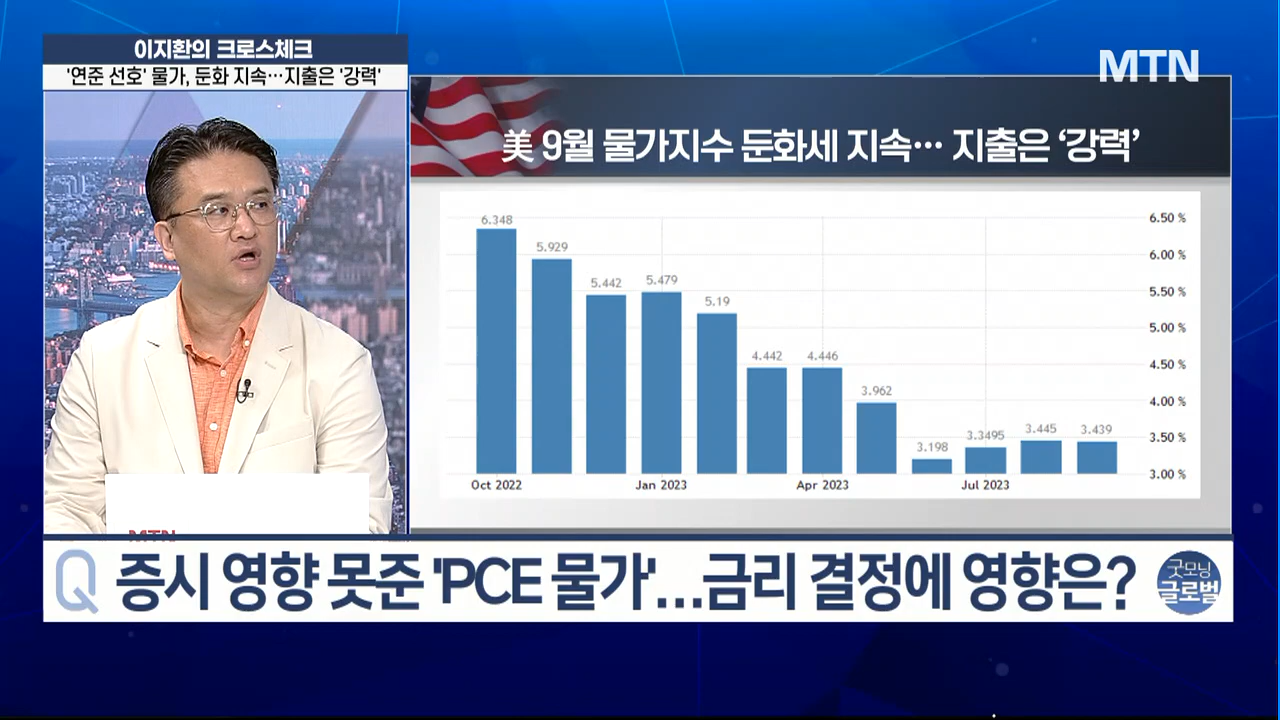 이지환의 크로스체크
'연준 선호' 물가, 둔화 지속…지출은 '강력'
MTN
美 9월 물가지수 둔화세 지속… 지출은 ‘강력’
6.348
5.929
5.442
5.479
5.19
4.442
4.446
3.962
3.198
3.3495
3.445
3.439
6.50 %
6.00 %
5.50 %
5.00 %
4.50 %
4.00 %
3.50 %
3.00 %
Oct 2022
Jan 2023
Apr 2023
Jul 2023
MTN
Q 증시 영향 못준 'PCE 물가'...금리 결정에 영향은?
굿모닝
글로벌